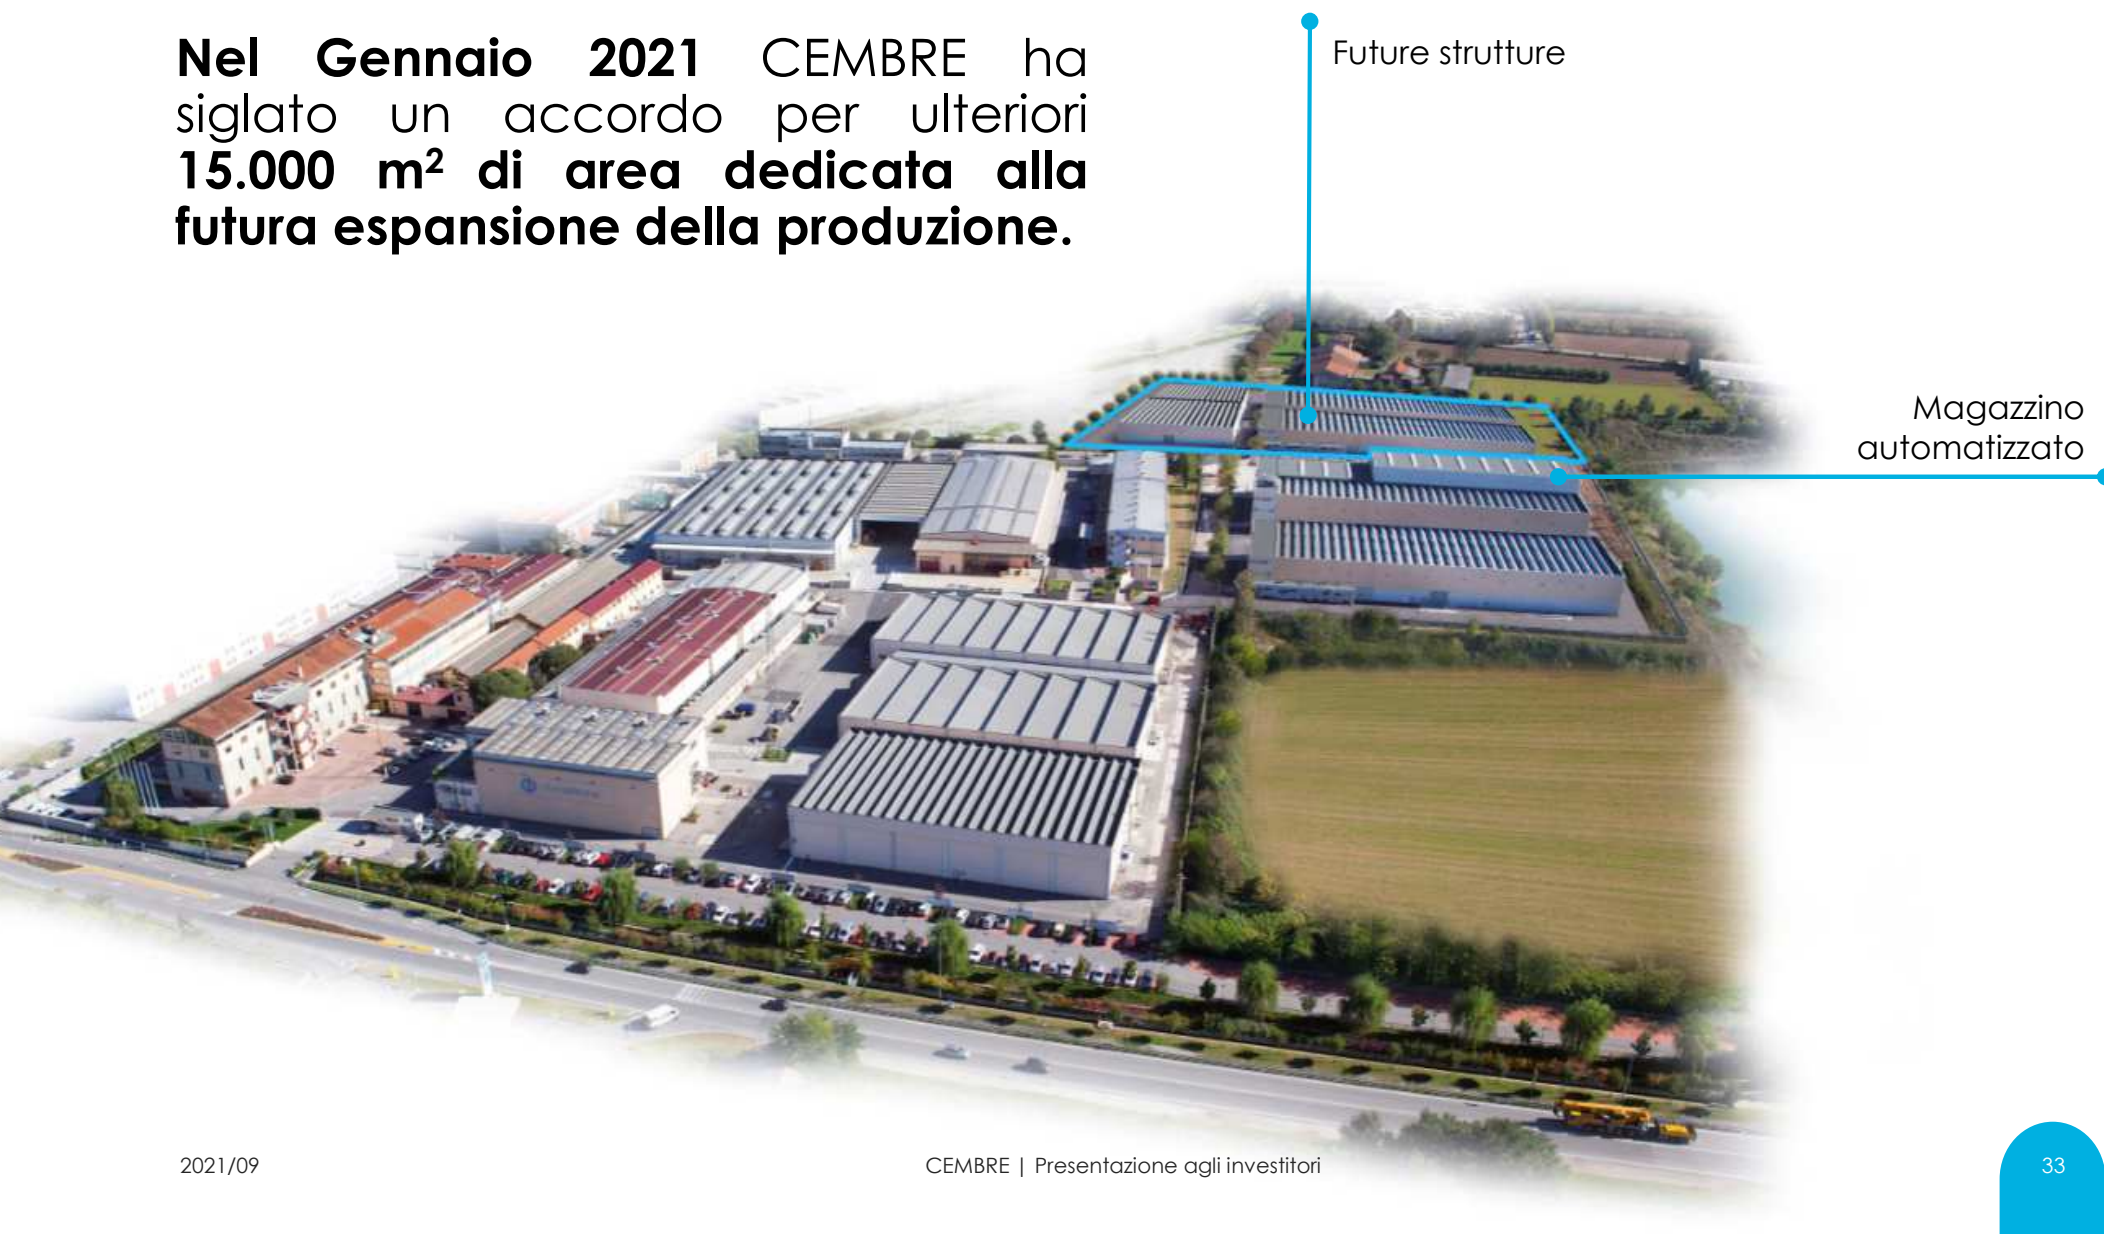 Nel Gennaio 2021 CEMBRE ha
siglato un accordo per ulteriori
15.000 m² di area dedicata alla
futura espansione della produzione.
Future strutture
Magazzino
automatizzato
2021/09
CEMBRE | Presentazione agli investitori
33